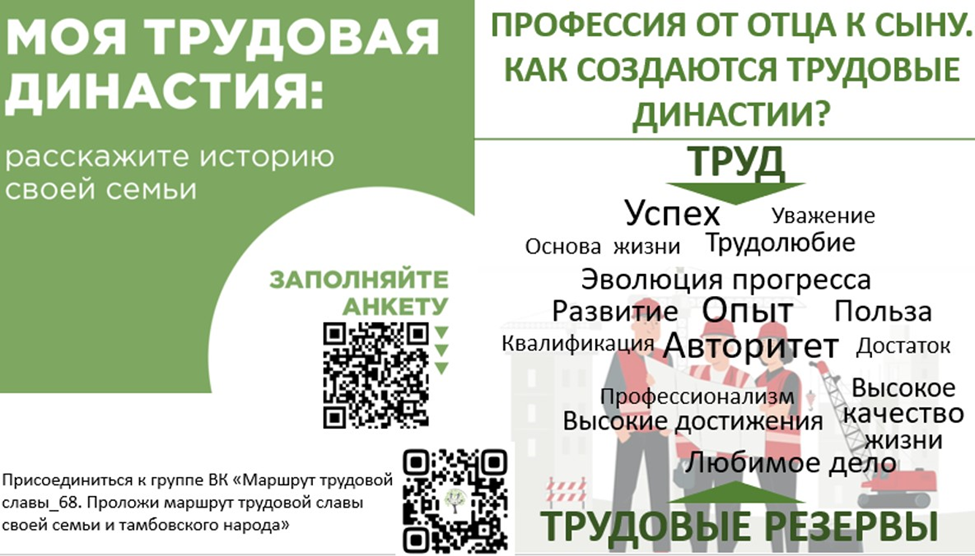 МОЯ ТРУДОВАЯ
ДИНАСТИЯ:
расскажите историю
своей семьи
ЗАПОЛНЯЙТЕ
АНКЕТУ
Присоединиться к группе ВК «Маршрут трудовой
славы_68. Проложи маршрут трудовой славы
своей семьи и тамбовского народа»
ПРОФЕССИЯ ОТ ОТЦА К СЫНУ.
КАК СОЗДАЮТСЯ ТРУДОВЫЕ
ДИНАСТИИ?
ТРУД
Успех Уважение
Основа жизни Трудолюбие
Эволюция прогресса
Развитие Опыт Польза
Квалификация Авторитет Достаток
Профессионализм
Высокие достижения
Высокое
качество
жизни
Любимое дело
ТРУДОВЫЕ РЕЗЕРВЫ